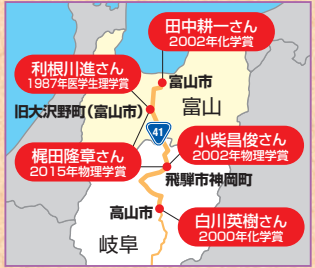 田中耕一さん
2002年化学賞
利根川進さん
1987年医学生理学賞
富山市
富山
旧大沢野町(富山市)
41
小柴昌俊さん
2002年物理学賞
梶田隆章さん
2015年物理学賞
飛騨市神岡町
高山市
白川英樹さん
2000年化学賞
岐阜